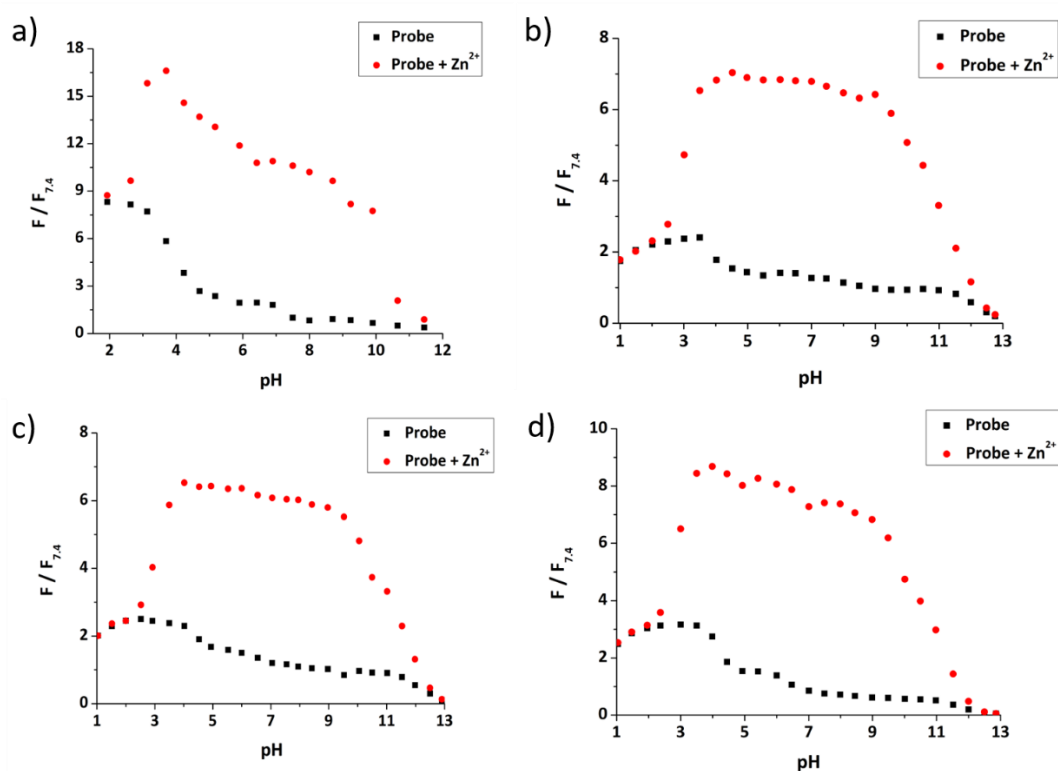 a)
Probe
Probe + Zn²⁺
18
15
12
9
6
3
0
F / F₇.₄
2 4 6 8 10 12
pH
b)
Probe
Probe + Zn²⁺
8
6
4
2
0
F / F₇.₄
1 3 5 7 9 11 13
pH
c)
Probe
Probe + Zn²⁺
8
6
4
2
0
F / F₇.₄
1 3 5 7 9 11 13
pH
d)
Probe
Probe + Zn²⁺
10
8
6
4
2
0
F / F₇.₄
1 3 5 7 9 11 13
pH